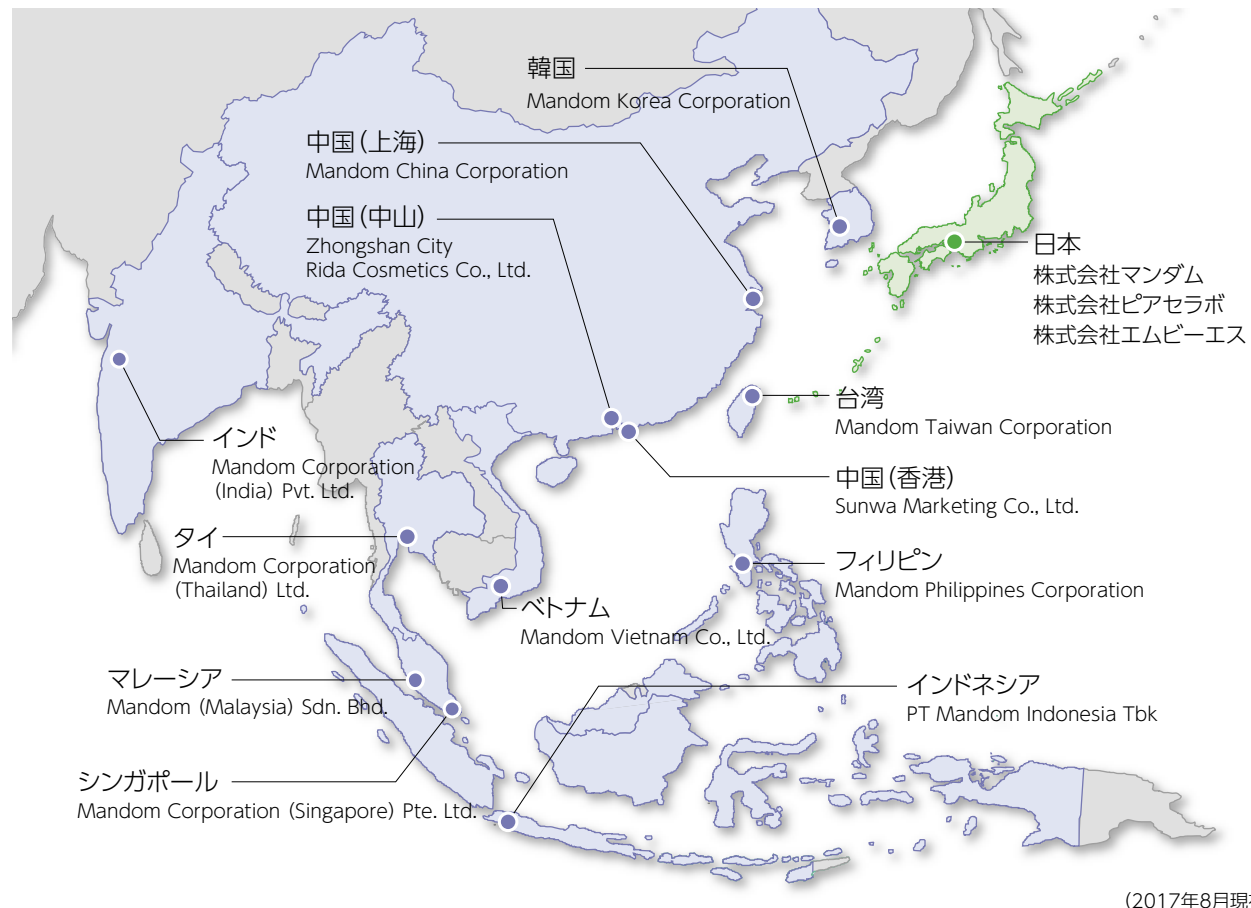 韓国
Mandom Korea Corporation
中国(上海)
Mandom China Corporation
中国(中山)
Zhongshan City
Rida Cosmetics Co., Ltd.
日本
株式会社マンダム
株式会社ピアセラボ
株式会社エムビーエス
台湾
Mandom Taiwan Corporation
インド
Mandom Corporation
(India) Pvt. Ltd.
中国(香港)
Sunwa Marketing Co., Ltd.
タイ
Mandom Corporation
(Thailand) Ltd.
フィリピン
Mandom Philippines Corporation
ベトナム
Mandom Vietnam Co., Ltd.
マレーシア
Mandom (Malaysia) Sdn. Bhd.
インドネシア
PT Mandom Indonesia Tbk
シンガポール
Mandom Corporation (Singapore) Pte. Ltd.
(2017年8月現